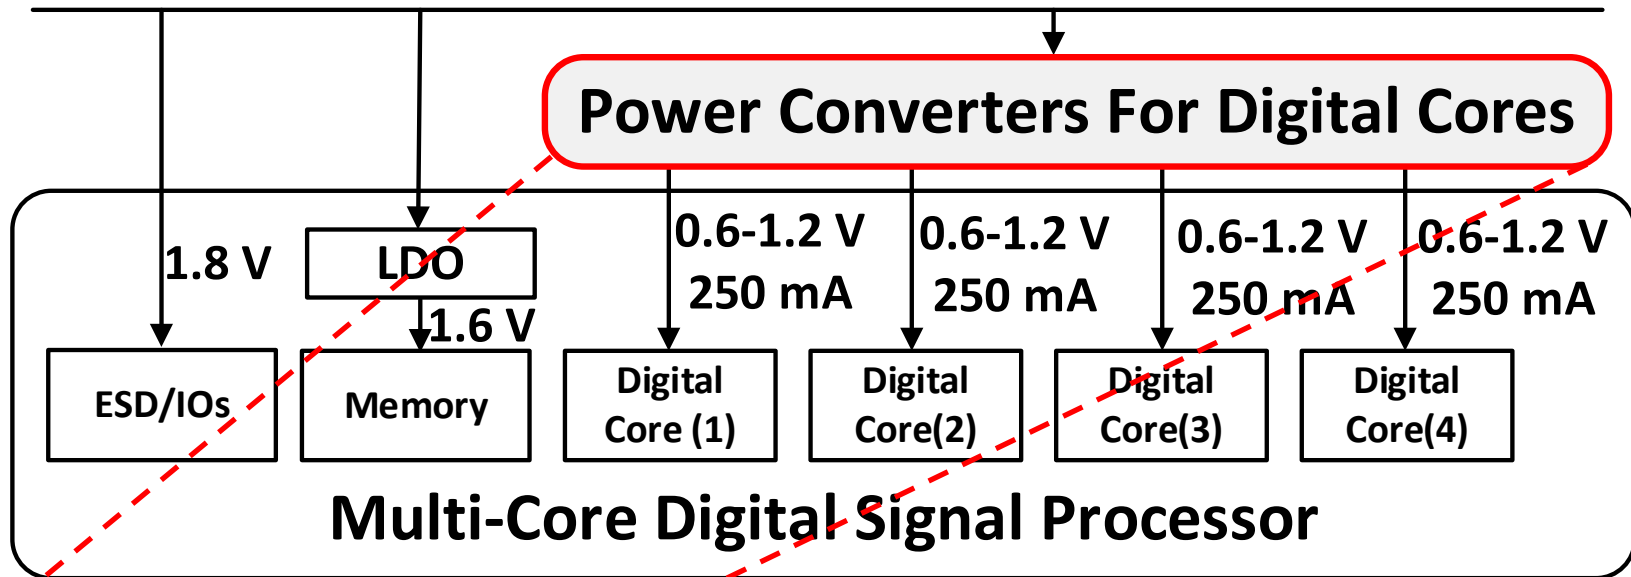 Power Converters For Digital Cores
1.8 V
LDO
1.6 V
0.6-1.2 V
250 mA
0.6-1.2 V
250 mA
0.6-1.2 V
250 mA
0.6-1.2 V
250 mA
ESD/IOs
Memory
Digital
Core (1)
Digital
Core(2)
Digital
Core(3)
Digital
Core(4)
Multi-Core Digital Signal Processor